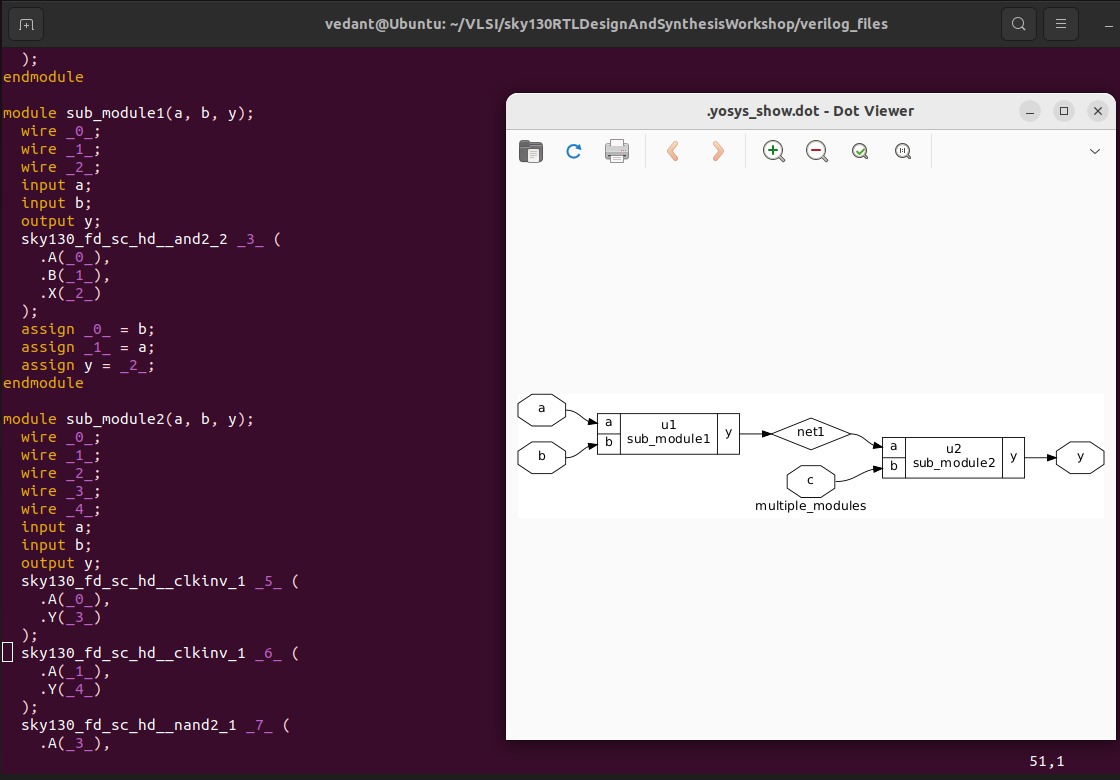 vedant@Ubuntu: ~/VLSI/sky130RTLDesignAndSynthesisWorkshop/verilog_files
);
endmodule
module sub_module1(a, b, y);
wire _0_;
wire _1_;
wire _2_;
input a;
input b;
output y;
sky130_fd_sc_hd__and2_2 _3_ (
.A(_0_),
.B(_1_),
.X(_2_)
);
assign _0_ = b;
assign _1_ = a;
assign y = _2_;
endmodule
module sub_module2(a, b, y);
wire _0_;
wire _1_;
wire _2_;
wire _3_;
wire _4_;
input a;
input b;
output y;
sky130_fd_sc_hd__clkinv_1 _5_ (
.A(_0_),
.Y(_3_)
);
sky130_fd_sc_hd__clkinv_1 _6_ (
.A(_1_),
.Y(_4_)
);
sky130_fd_sc_hd__nand2_1 _7_ (
.A(_3_),
51,1
.yosys_show.dot - Dot Viewer
a
b
a
b
u1
sub_module1
y
net1
c
multiple_modules
a
b
u2
sub_module2
y
y